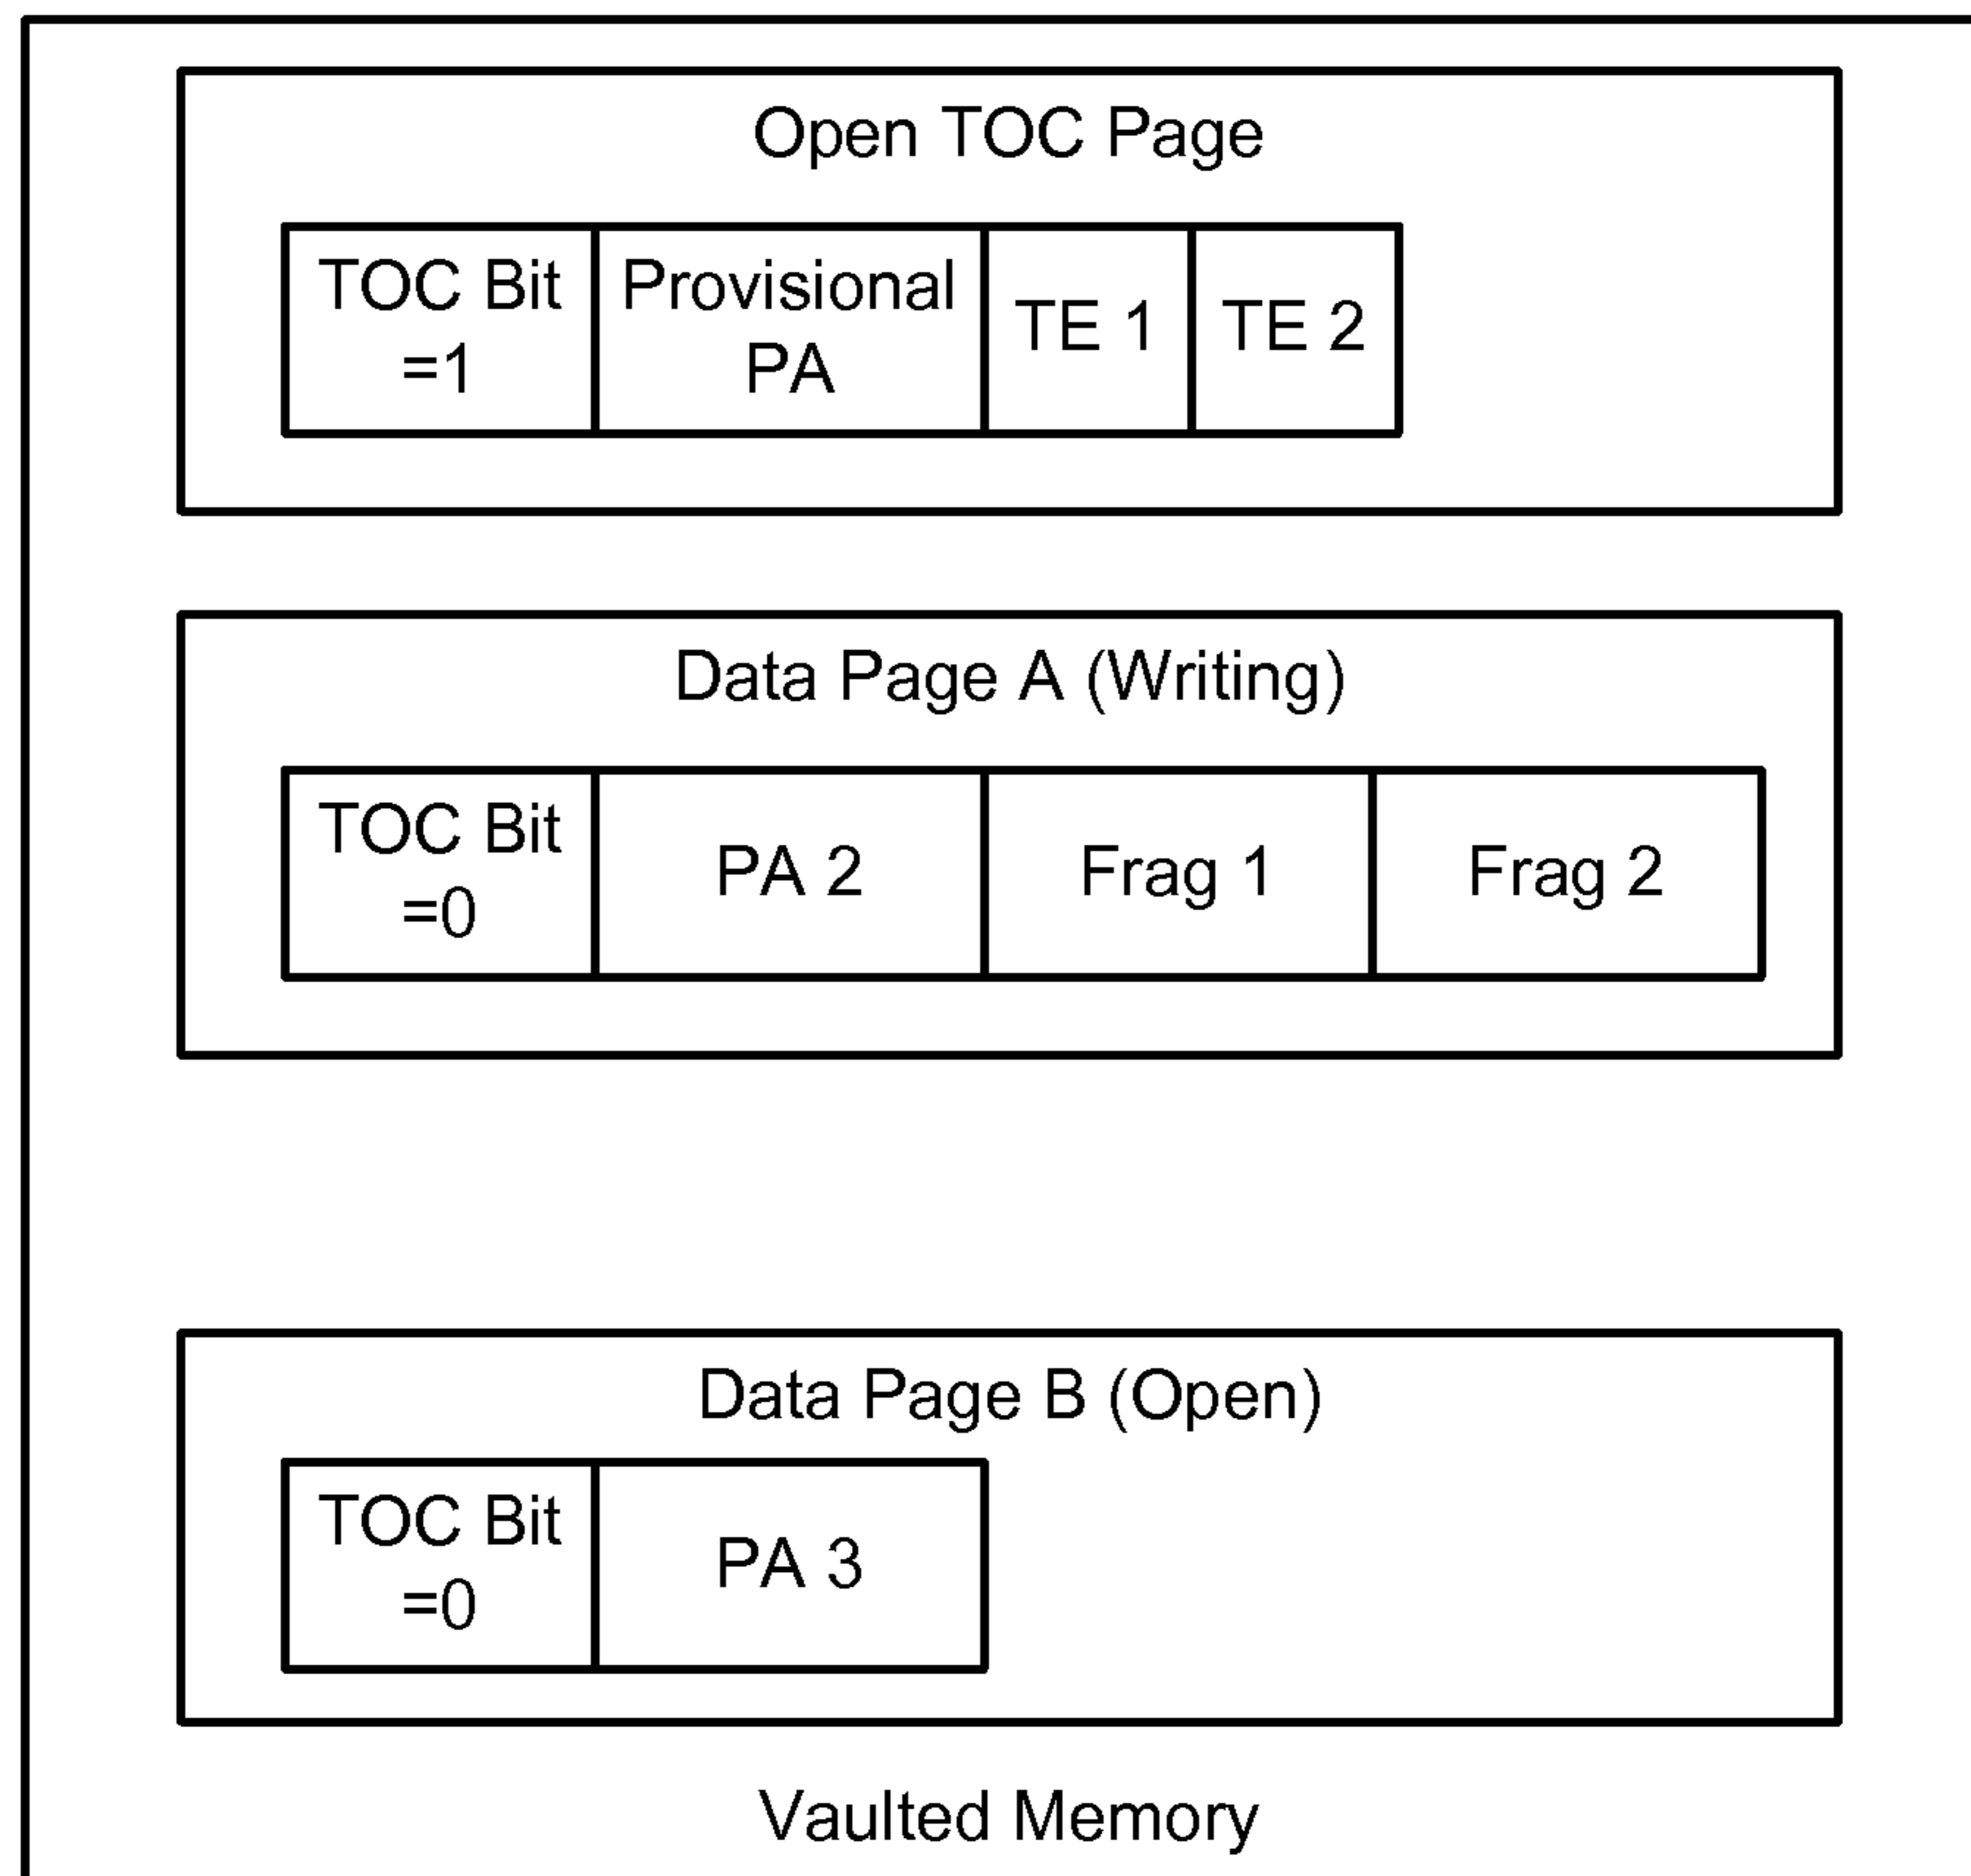 Open TOC Page
TOC Bit
=1
Provisional
PA
TE 1
TE 2
Data Page A (Writing)
TOC Bit
=0
PA 2
Frag 1
Frag 2
Data Page B (Open)
TOC Bit
=0
PA 3
Vaulted Memory